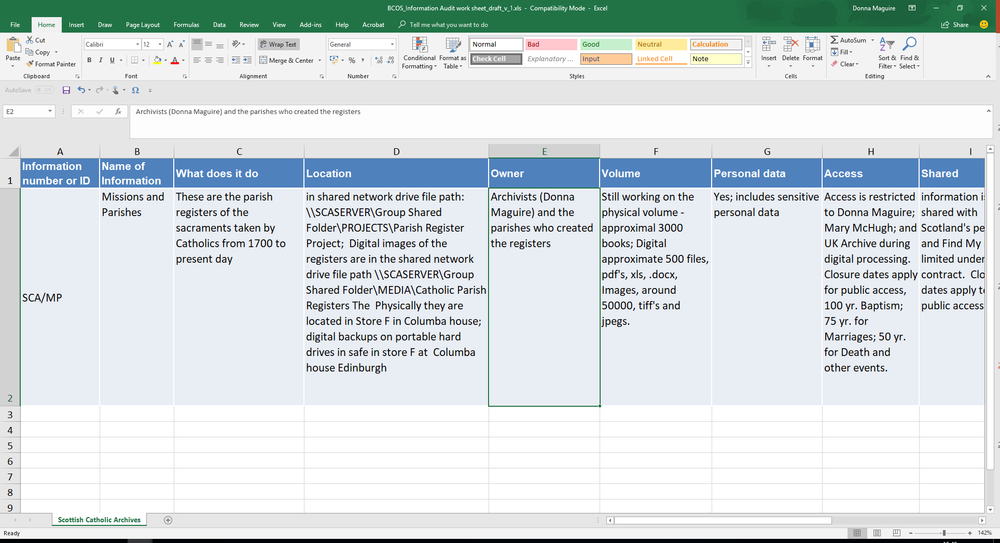 BCOS_Information Audit work sheet_draft_v_1.xls - Compatibility Mode - Excel
Donna Maguire
File Home Insert Draw Page Layout Formulas Data Review View Add-ins Help Acrobat Tell me what you want to do
Share
Paste
Cut
Copy
Format Painter
Clipboard
Calibri 12
B I U
Font
Wrap Text
Merge & Center
Alignment
General
Number
Conditional Formatting
Format as Table
Normal Bad Good Neutral Calculation
Check Cell Explanatory ... Input Linked Cell Note
Styles
Insert Delete Format
Cells
AutoSum
Fill
Clear
Sort & Filter
Find & Select
Editing
AutoSave Off
E2
fx
Archivists (Donna Maguire) and the parishes who created the registers
A B C D E F G H I
1
Information
number or ID
Name of
Information
What does it do
Location
Owner
Volume
Personal data
Access
Shared
2
SCA/MP
Missions and
Parishes
These are the parish
registers of the
sacraments taken by
Catholics from 1700 to
present day
in shared network drive file path:
\\SCASERVER\Group Shared
Folder\PROJECTS\Parish Register
Project;  Digital images of the
registers are in the shared network
drive file path \\SCASERVER\Group
Shared Folder\MEDIA\Catholic Parish
Registers The  Physically they are
located in Store F in Columba house;
digital backups on portable hard
drives in safe in store F at  Columba
house Edinburgh
Archivists (Donna
Maguire) and the
parishes who created
the registers
Still working on the
physical volume -
approximal 3000
books; Digital
approximate 500 files,
pdf's, xls, .docx,
Images, around
50000, tiff's and
jpegs.
Yes; includes sensitive
personal data
Access is restricted
to Donna Maguire;
Mary McHugh; and
UK Archive during
digital processing.
Closure dates apply
for public access,
100 yr. Baptism;
75 yr. for
Marriages; 50 yr.
for Death and
other events.
information is
shared with
Scotland's pe
and Find My
limited under
contract.  Clo
dates apply to
public access
3
4
5
6
7
8
9
Scottish Catholic Archives
Ready
142%